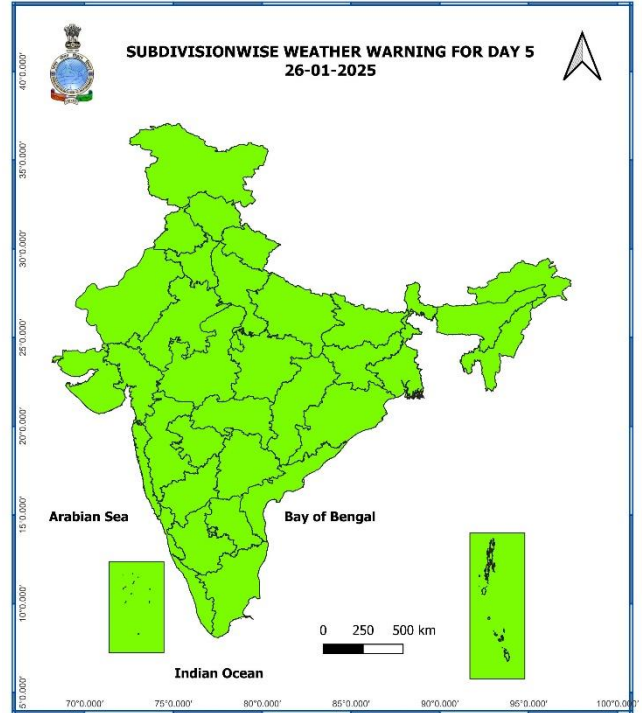 SUBDIVISIONWISE WEATHER WARNING FOR DAY 5
26-01-2025
40°0.000'
35°0.000'
30°0.000'
25°0.000'
20°0.000'
15°0.000'
10°0.000'
5°0.000'
Arabian Sea
Bay of Bengal
0 250 500 km
Indian Ocean
70°0.000' 75°0.000' 80°0.000' 85°0.000' 90°0.000' 95°0.000' 100°0.000'